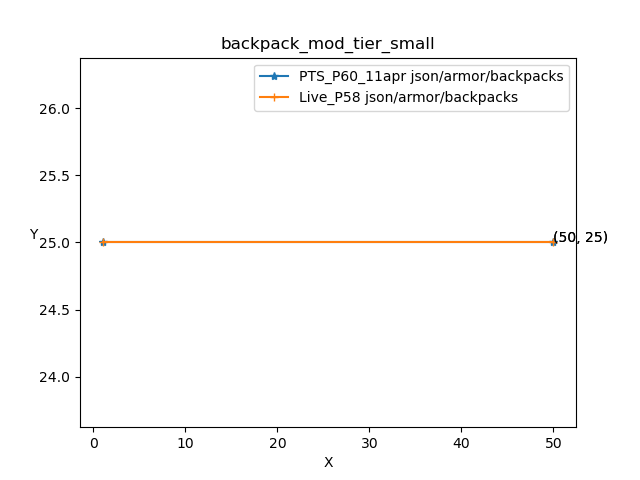 backpack_mod_tier_small
PTS_P60_11apr json/armor/backpacks
Live_P58 json/armor/backpacks
26.0
25.5
Y
25.0
(50, 25)
24.5
24.0
0
10
20
30
40
50
X